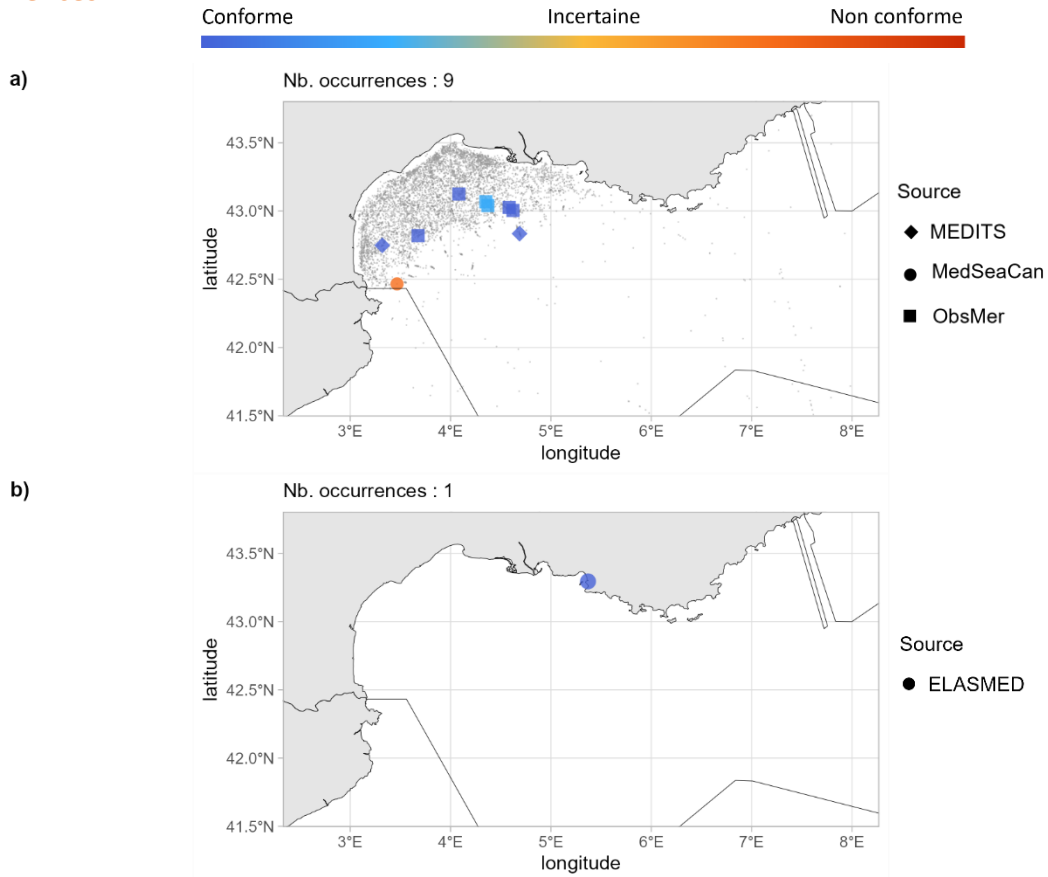 Conforme Incertaine Non conforme
a)
Nb. occurrences : 9
43.5°N
43.0°N
42.5°N
42.0°N
41.5°N
latitude
3°E 4°E 5°E 6°E 7°E 8°E
longitude
Source
MEDITS
MedSeaCan
ObsMer
b)
Nb. occurrences : 1
43.5°N
43.0°N
42.5°N
42.0°N
41.5°N
latitude
3°E 4°E 5°E 6°E 7°E 8°E
longitude
Source
ELASMED